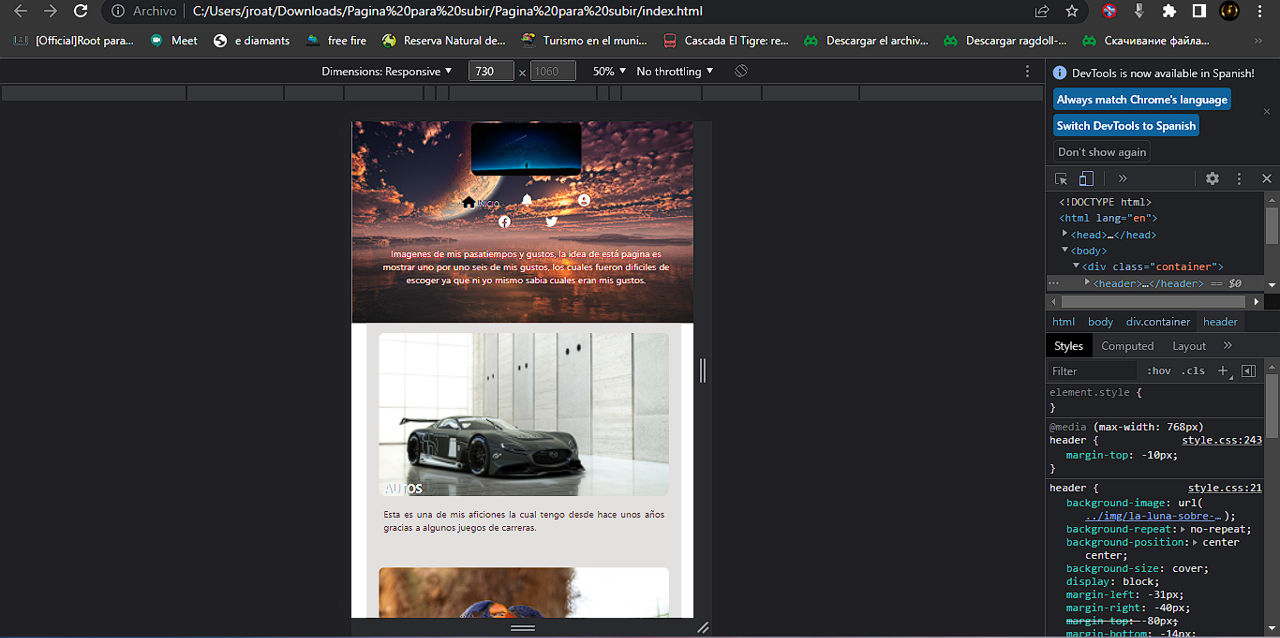 Archivo | C:/Users/jroat/Downloads/Pagina%20para%20subir/Pagina%20para%20subir/index.html
[Official]Root para... Meet e diamants free fire Reserva Natural de... Turismo en el muni... Cascada El Tigre: re... Descargar el archiv... Descargar ragdoll-... Скачивание файла... »
Dimensions: Responsive ▼ 730 × 1060 50% ▼ No throttling ▼
DevTools is now available in Spanish!
Always match Chrome's language
Switch DevTools to Spanish
Don't show again
»
<!DOCTYPE html>
<html lang="en">
<head>…</head>
<body>
<div class="container">
<header>…</header> == $0
html body div.container header
Styles Computed Layout »
Filter :hov .cls +
element.style {
}
@media (max-width: 768px)
header { style.css:243
margin-top: -10px;
}
header { style.css:21
background-image: url(
../img/la-luna-sobre-…);
background-repeat: no-repeat;
background-position: center
center;
background-size: cover;
display: block;
margin-left: -31px;
margin-right: -40px;
margin-top: -80px;
margin-bottom: -14px;
Inicio
Imagenes de mis pasatiempos y gustos, la idea de está pagina es
mostrar uno por uno seis de mis gustos, los cuales fueron dificiles de
escoger ya que ni yo mismo sabia cuales eran mis gustos.
AUTOS
Esta es una de mis aficiones la cual tengo desde hace unos años
gracias a algunos juegos de carreras.